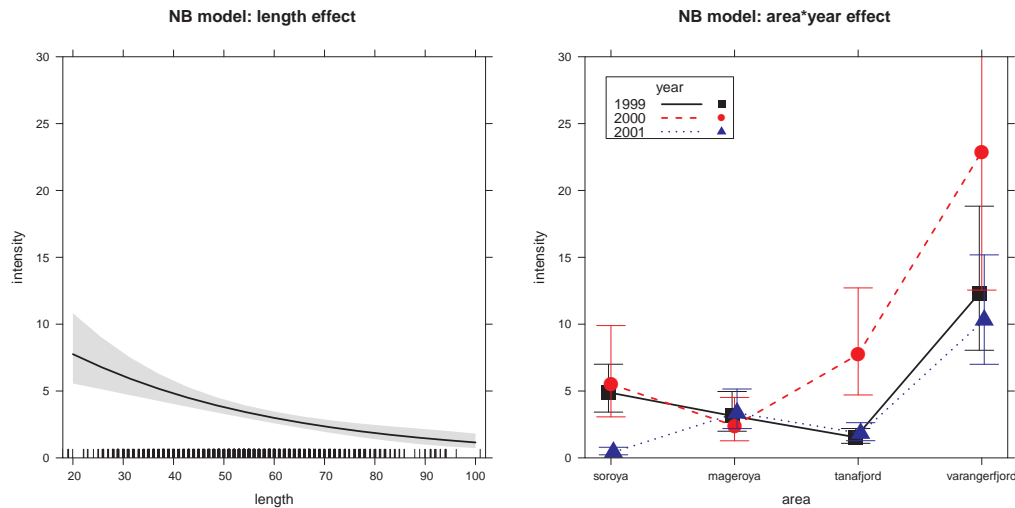 NB model: length effect
intensity
30
25
20
15
10
5
0
20 30 40 50 60 70 80 90 100
length
NB model: area*year effect
intensity
30
25
20
15
10
5
0
year
1999
2000
2001
soroya mageroya tanafjord varangerfjord
area